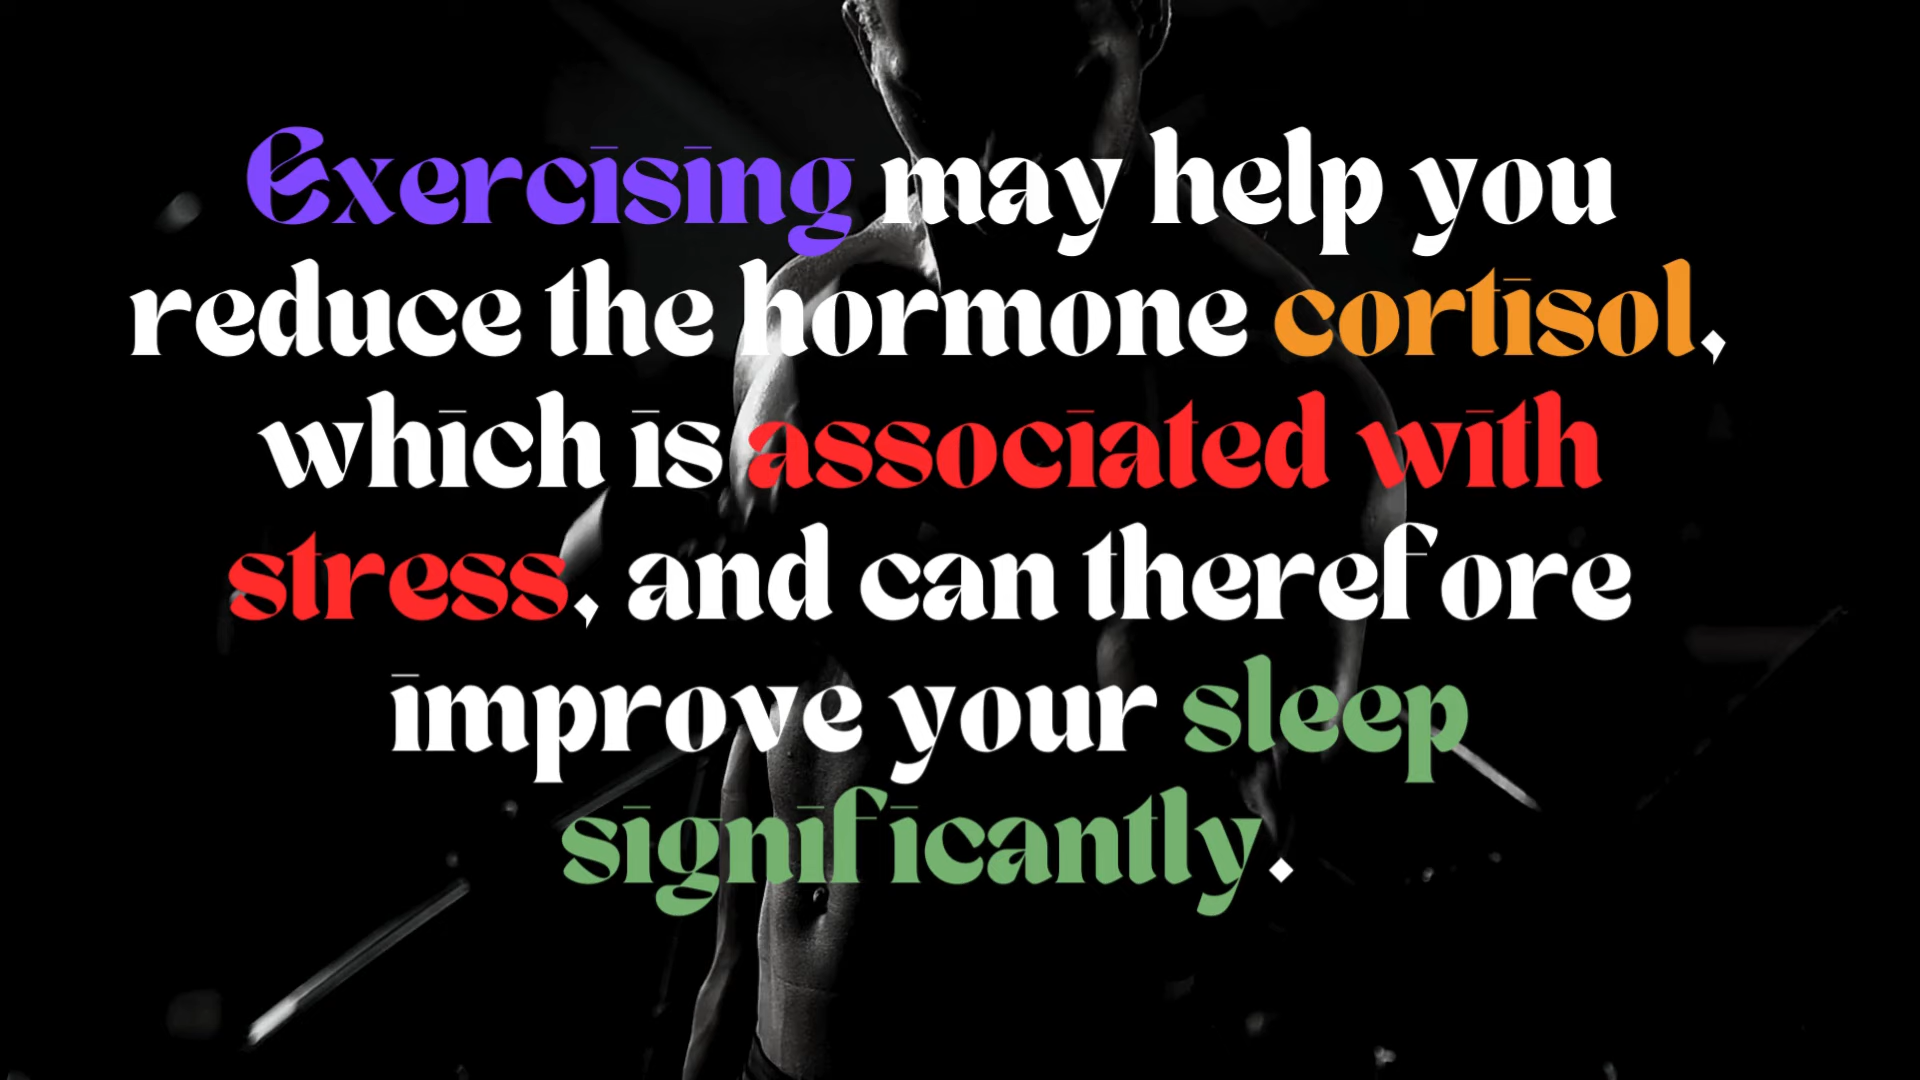 Exercising may help you
reduce the hormone cortisol,
which is associated with
stress, and can therefore
improve your sleep
significantly.